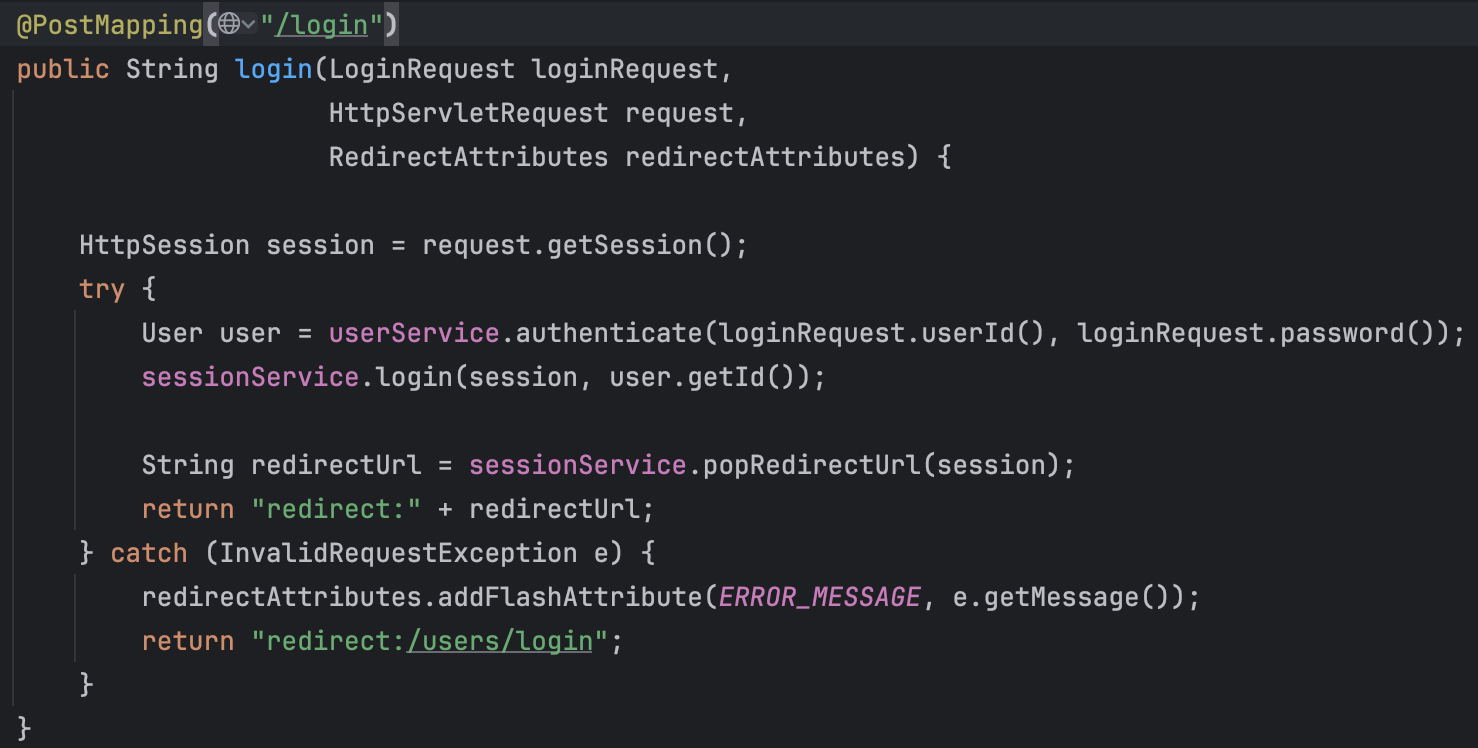 @PostMapping("/login")
public String login(LoginRequest loginRequest,
HttpServletRequest request,
RedirectAttributes redirectAttributes) {
HttpSession session = request.getSession();
try {
User user = userService.authenticate(loginRequest.userId(), loginRequest.password());
sessionService.login(session, user.getId());
String redirectUrl = sessionService.popRedirectUrl(session);
return "redirect:" + redirectUrl;
} catch (InvalidRequestException e) {
redirectAttributes.addFlashAttribute(ERROR_MESSAGE, e.getMessage());
return "redirect:/users/login";
}
}